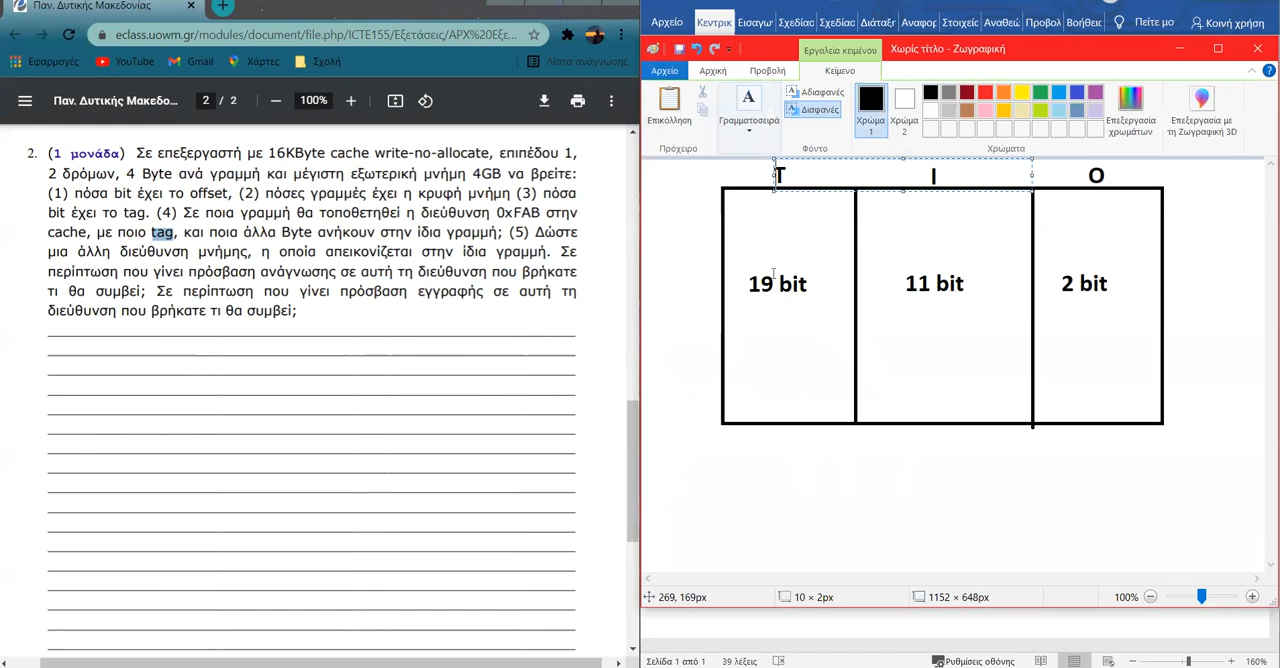 Παν. Δυτικής Μακεδονίας
eclass.uowm.gr/modules/document/file.php/ICTE155/Εξετάσεις/ΑΡΧ%20Εξε...
Εφαρμογές YouTube Gmail Χάρτες Σχολή Λίστα ανάγνωσης
Παν. Δυτικής Μακεδο... 2 / 2 100%
2. (1 μονάδα) Σε επεξεργαστή με 16KByte cache write-no-allocate, επιπέδου 1,
2 δρόμων, 4 Byte ανά γραμμή και μέγιστη εξωτερική μνήμη 4GB να βρείτε:
(1) πόσα bit έχει το offset, (2) πόσες γραμμές έχει η κρυφή μνήμη (3) πόσα
bit έχει το tag. (4) Σε ποια γραμμή θα τοποθετηθεί η διεύθυνση 0xFAB στην
cache, με ποιο tag, και ποια άλλα Byte ανήκουν στην ίδια γραμμή; (5) Δώστε
μια άλλη διεύθυνση μνήμης, η οποία απεικονίζεται στην ίδια γραμμή. Σε
περίπτωση που γίνει πρόσβαση ανάγνωσης σε αυτή τη διεύθυνση που βρήκατε
τι θα συμβεί; Σε περίπτωση που γίνει πρόσβαση εγγραφής σε αυτή τη
διεύθυνση που βρήκατε τι θα συμβεί;
Αρχείο Κεντρικ Εισαγω Σχεδίας Σχεδίας Διάταξη Αναφορ Στοιχείς Αναθεώ Προβολ Βοήθεις Πείτε μο Κοινή χρήση
Εργαλεία κειμένου Χωρίς τίτλο - Ζωγραφική
Αρχείο Αρχική Προβολή Κείμενο
Επικόλληση
A
Γραμματοσειρά
Αδιαφανές
Διαφανές
Χρώμα 1
Χρώμα 2
Επεξεργασία χρωμάτων
Επεξεργασία με τη Ζωγραφική 3D
Πρόχειρο Φόντο Χρώματα
T I O
19 bit 11 bit 2 bit
269, 169px 10 × 2px 1152 × 648px 100%
Σελίδα 1 από 1 39 λέξεις Ρυθμίσεις οθόνης 160%